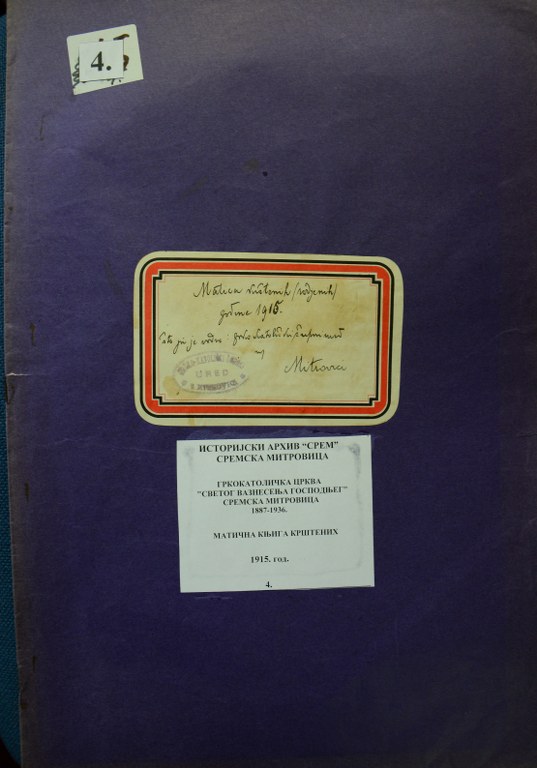 4.
Matica krštenih (rodjenih)
godine 1915.
Mitrovica
ИСТОРИЈСКИ АРХИВ "СРЕМ"
СРЕМСКА МИТРОВИЦА
ГРКОКАТОЛИЧКА ЦРКВА
"СВЕТОГ ВАЗНЕСЕЊА ГОСПОДЊЕГ"
СРЕМСКА МИТРОВИЦА
1887-1936.
МАТИЧНА КЊИГА КРШТЕНИХ
1915. год.
4.